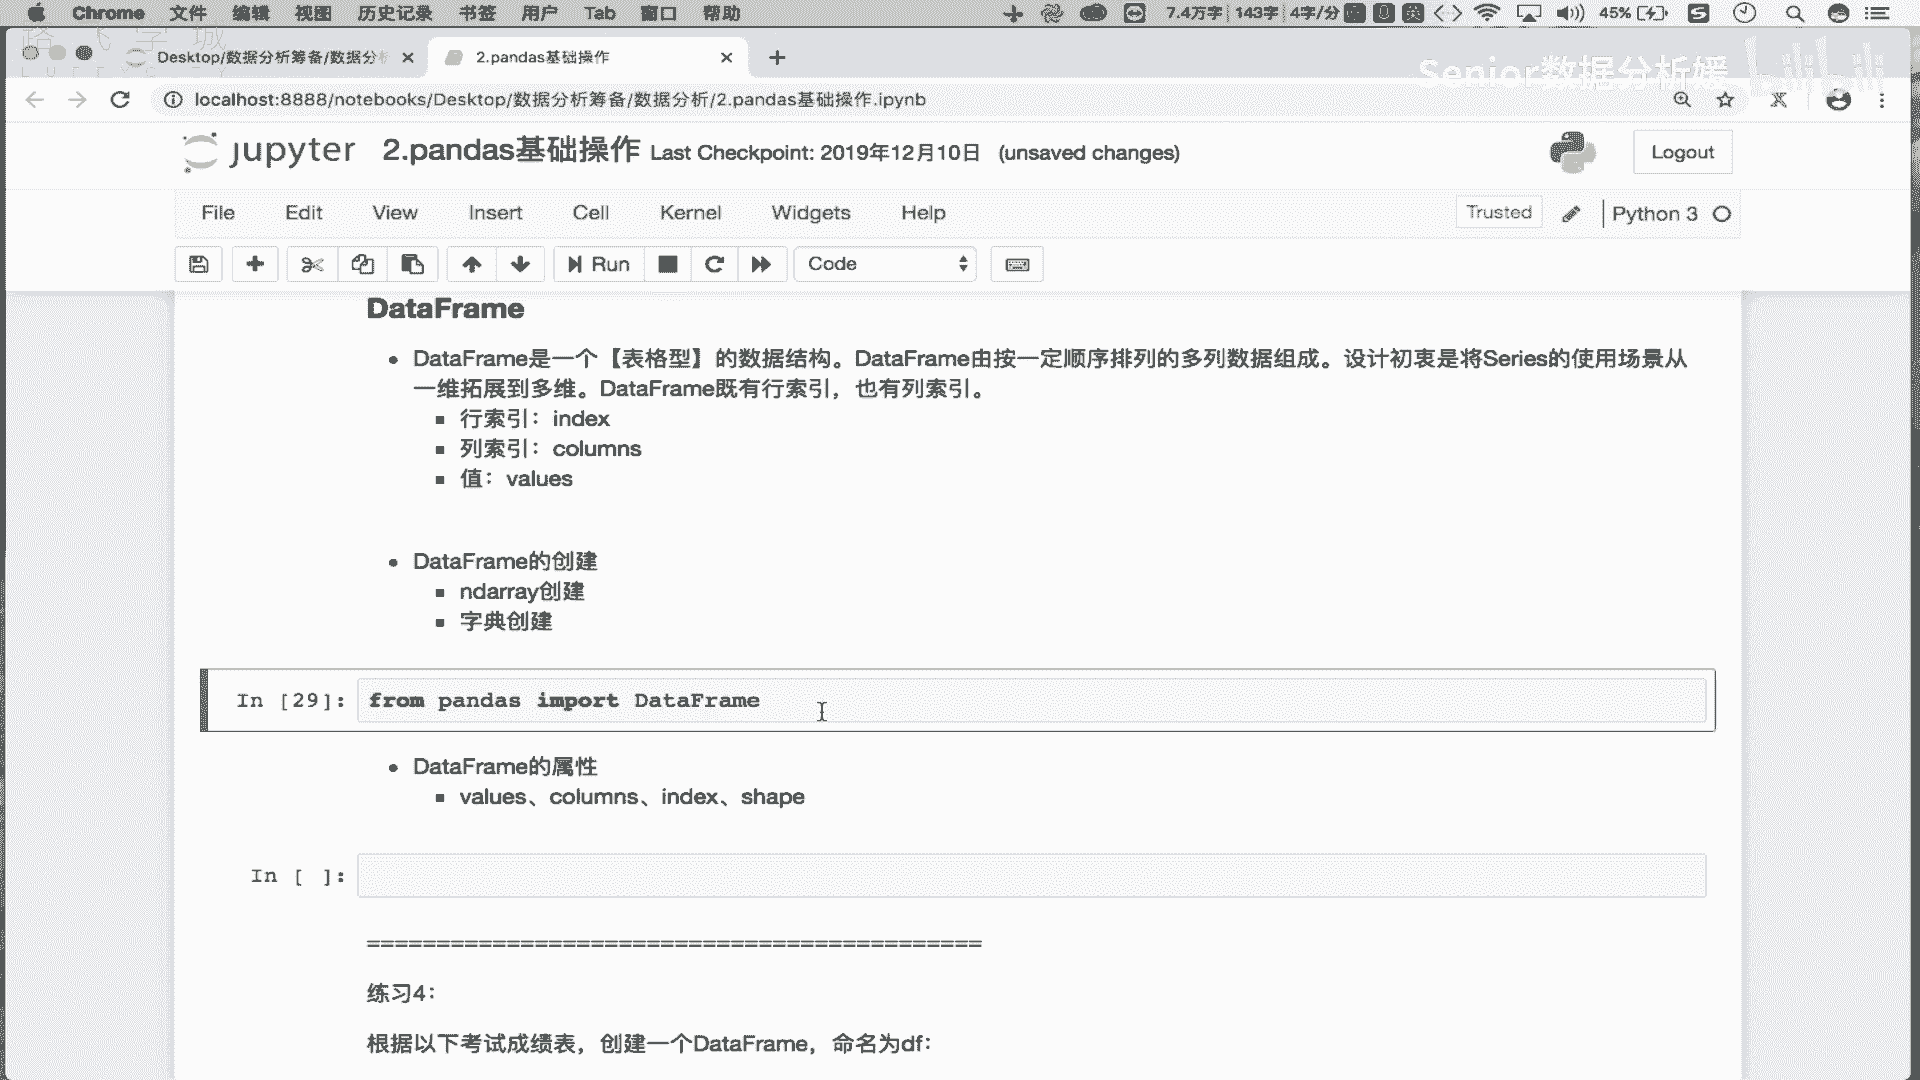 Chrome 文件 编辑 视图 历史记录 书签 用户 Tab 窗口 帮助 7.4万字 143字 4字/分 英 45%
Desktop/数据分析筹备/数据分析 2.pandas基础操作
Senior数据分析媛 bilibili
localhost:8888/notebooks/Desktop/数据分析筹备/数据分析/2.pandas基础操作.ipynb
jupyter 2.pandas基础操作 Last Checkpoint: 2019年12月10日 (unsaved changes) Logout
File Edit View Insert Cell Kernel Widgets Help Trusted Python 3
Run Code
DataFrame
DataFrame是一个【表格型】的数据结构。DataFrame由按一定顺序排列的多列数据组成。设计初衷是将Series的使用场景从
一维拓展到多维。DataFrame既有行索引，也有列索引。
行索引：index
列索引：columns
值：values
DataFrame的创建
ndarray创建
字典创建
In [29]: from pandas import DataFrame
DataFrame的属性
values、columns、index、shape
In [ ]:
============================================
练习4：
根据以下考试成绩表，创建一个DataFrame，命名为df：